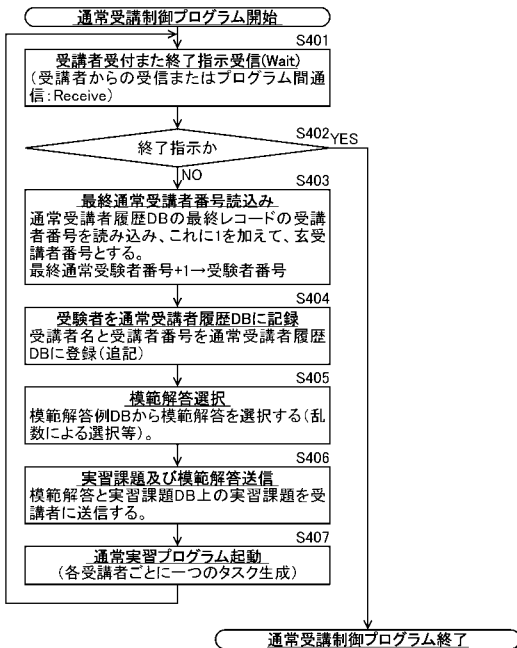 通常受講制御プログラム開始
S401
受講者受付また終了指示受信(Wait)
(受講者からの受信またはプログラム間通
信:Receive)
S402
終了指示か
YES
NO
S403
最終通常受講者番号読込み
通常受講者履歴DBの最終レコードの受講
者番号を読み込み、これに1を加えて、玄受
講者番号とする。
最終通常受験者番号+1→受験者番号
S404
受験者を通常受講者履歴DBに記録
受講者名と受講者番号を通常受講者履歴
DBに登録(追記)
S405
模範解答選択
模範解答例DBから模範解答を選択する(乱
数による選択等)。
S406
実習課題及び模範解答送信
模範解答と実習課題DB上の実習課題を受
講者に送信する。
S407
通常実習プログラム起動
(各受講者ごとに一つのタスク生成)
通常受講制御プログラム終了